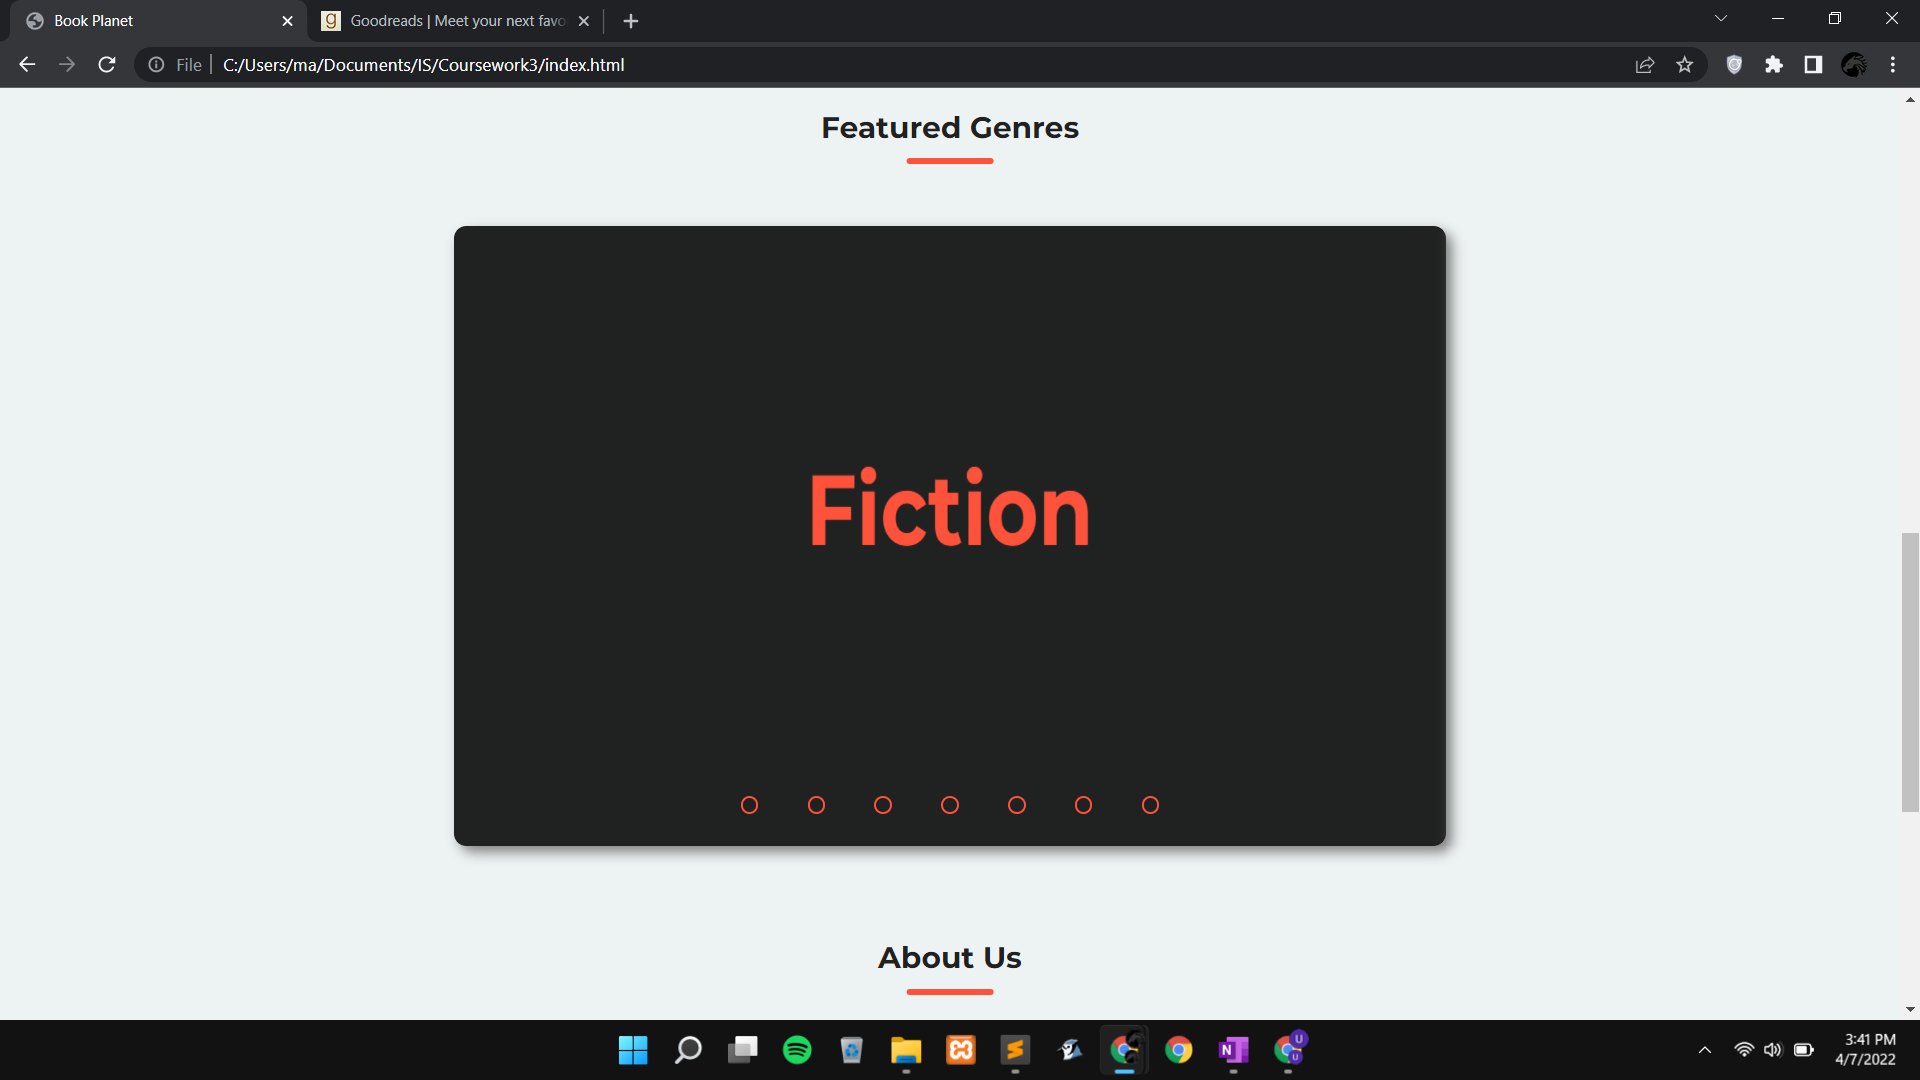 Book Planet
Goodreads | Meet your next favo
File
C:/Users/ma/Documents/IS/Coursework3/index.html
Featured Genres
Fiction
About Us
3:41 PM
4/7/2022